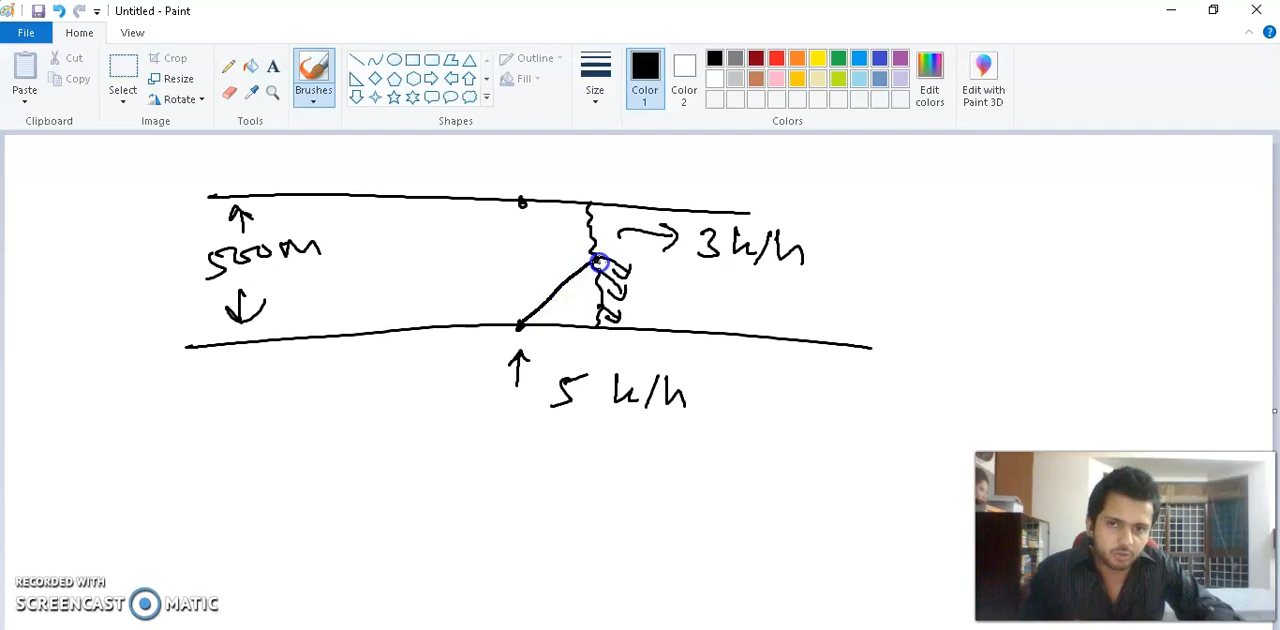 Untitled - Paint
File Home View
Paste
Cut
Copy
Clipboard
Select
Crop
Resize
Rotate
Image
A
Tools
Brushes
Outline
Fill
Shapes
Size
Color 1
Color 2
Edit colors
Edit with Paint 3D
Colors
550m
3 k/h
5 k/h
RECORDED WITH
SCREENCAST MATIC